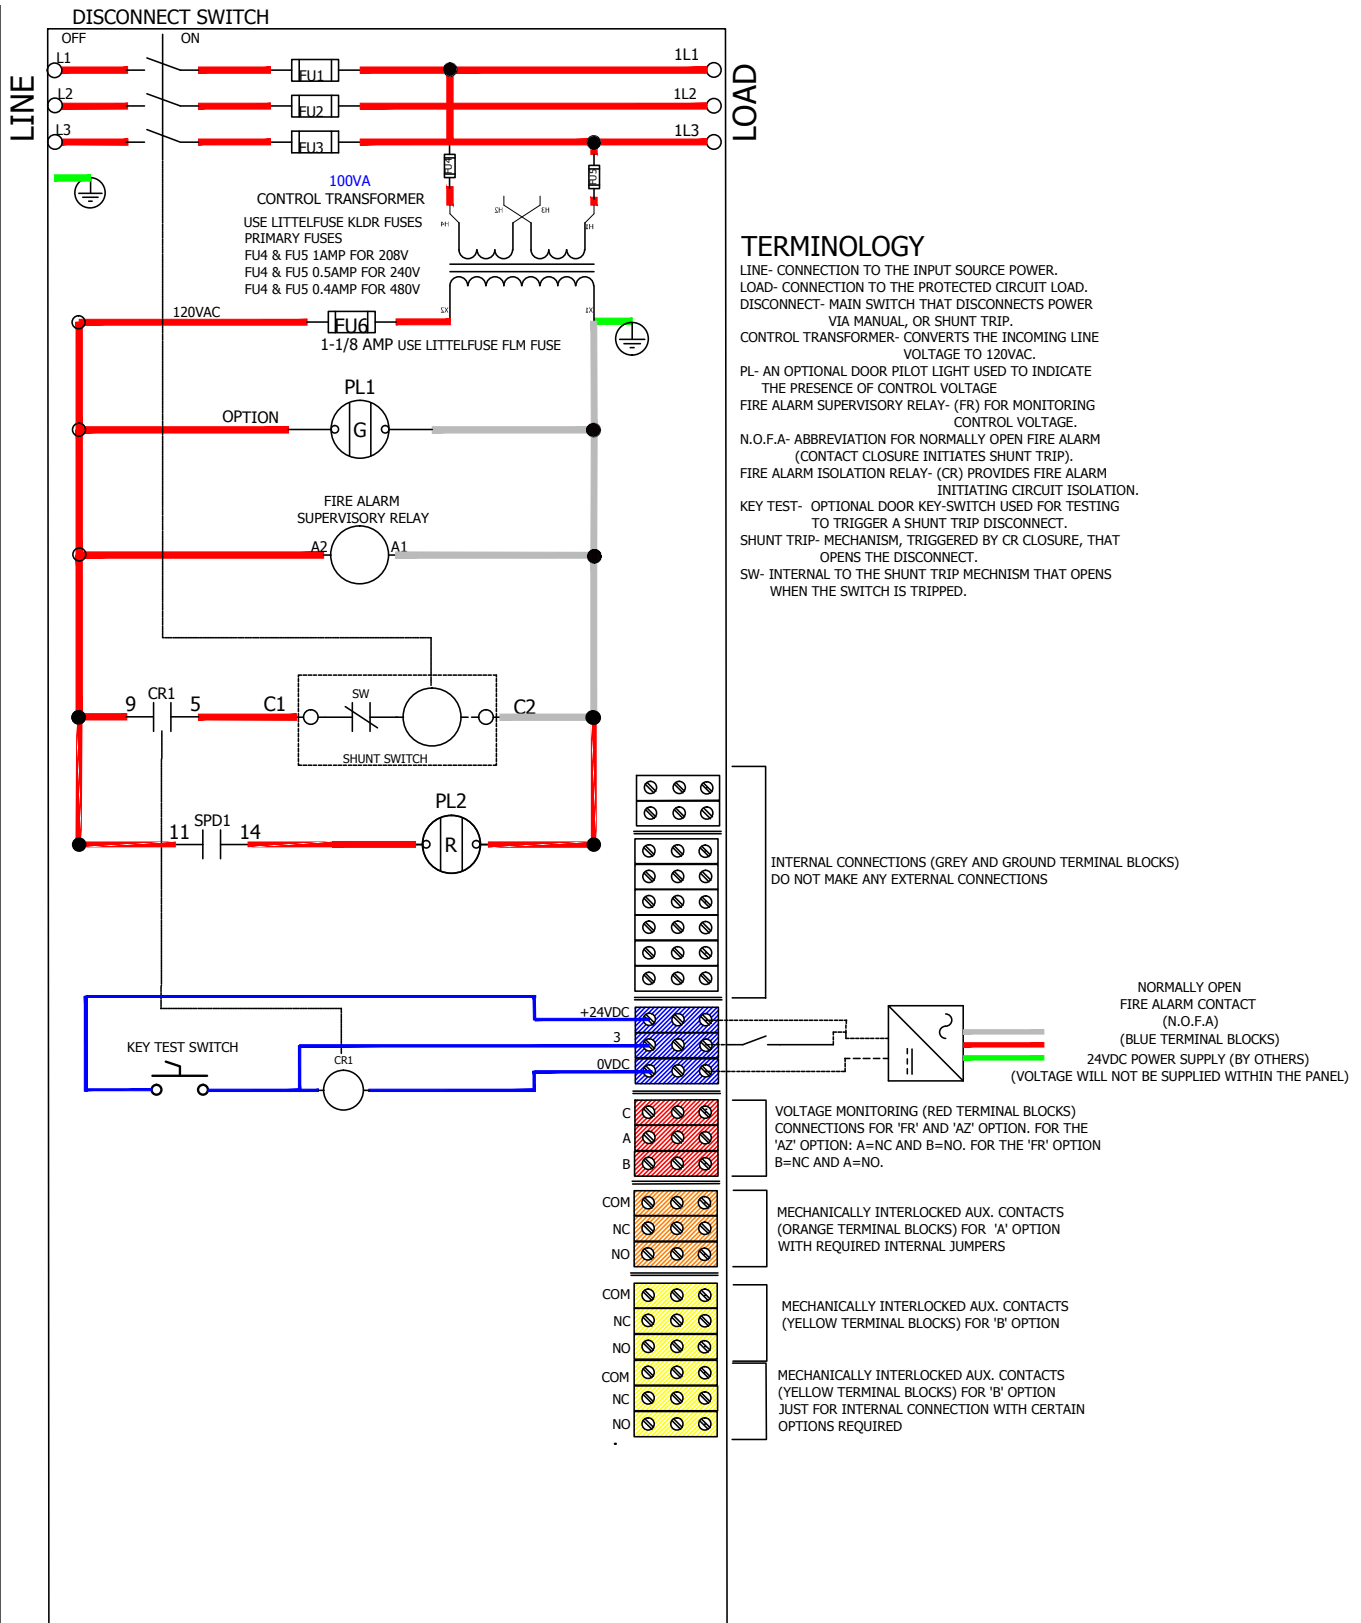 DISCONNECT SWITCH
OFF
ON
L1
L2
L3
LINE
FU1
FU2
FU3
1L1
1L2
1L3
LOAD
FU4
FU5
100VA
CONTROL TRANSFORMER
USE LITTELFUSE KLDR FUSES
PRIMARY FUSES
FU4 & FU5 1AMP FOR 208V
FU4 & FU5 0.5AMP FOR 240V
FU4 & FU5 0.4AMP FOR 480V
H4
H2
H3
H1
X2
X1
120VAC
FU6
1-1/8 AMP USE LITTELFUSE FLM FUSE
PL1
OPTION
G
FIRE ALARM
SUPERVISORY RELAY
A2
A1
9
CR1
5
C1
SW
C2
SHUNT SWITCH
11
SPD1
14
PL2
R
TERMINOLOGY
LINE- CONNECTION TO THE INPUT SOURCE POWER.
LOAD- CONNECTION TO THE PROTECTED CIRCUIT LOAD.
DISCONNECT- MAIN SWITCH THAT DISCONNECTS POWER
VIA MANUAL, OR SHUNT TRIP.
CONTROL TRANSFORMER- CONVERTS THE INCOMING LINE
VOLTAGE TO 120VAC.
PL- AN OPTIONAL DOOR PILOT LIGHT USED TO INDICATE
THE PRESENCE OF CONTROL VOLTAGE
FIRE ALARM SUPERVISORY RELAY- (FR) FOR MONITORING
CONTROL VOLTAGE.
N.O.F.A- ABBREVIATION FOR NORMALLY OPEN FIRE ALARM
(CONTACT CLOSURE INITIATES SHUNT TRIP).
FIRE ALARM ISOLATION RELAY- (CR) PROVIDES FIRE ALARM
INITIATING CIRCUIT ISOLATION.
KEY TEST- OPTIONAL DOOR KEY-SWITCH USED FOR TESTING
TO TRIGGER A SHUNT TRIP DISCONNECT.
SHUNT TRIP- MECHANISM, TRIGGERED BY CR CLOSURE, THAT
OPENS THE DISCONNECT.
SW- INTERNAL TO THE SHUNT TRIP MECHNISM THAT OPENS
WHEN THE SWITCH IS TRIPPED.
INTERNAL CONNECTIONS (GREY AND GROUND TERMINAL BLOCKS)
DO NOT MAKE ANY EXTERNAL CONNECTIONS
+24VDC
3
0VDC
KEY TEST SWITCH
CR1
NORMALLY OPEN
FIRE ALARM CONTACT
(N.O.F.A)
(BLUE TERMINAL BLOCKS)
24VDC POWER SUPPLY (BY OTHERS)
(VOLTAGE WILL NOT BE SUPPLIED WITHIN THE PANEL)
C
A
B
VOLTAGE MONITORING (RED TERMINAL BLOCKS)
CONNECTIONS FOR 'FR' AND 'AZ' OPTION. FOR THE
'AZ' OPTION: A=NC AND B=NO. FOR THE 'FR' OPTION
B=NC AND A=NO.
COM
NC
NO
MECHANICALLY INTERLOCKED AUX. CONTACTS
(ORANGE TERMINAL BLOCKS) FOR 'A' OPTION
WITH REQUIRED INTERNAL JUMPERS
COM
NC
NO
MECHANICALLY INTERLOCKED AUX. CONTACTS
(YELLOW TERMINAL BLOCKS) FOR 'B' OPTION
COM
NC
NO
MECHANICALLY INTERLOCKED AUX. CONTACTS
(YELLOW TERMINAL BLOCKS) FOR 'B' OPTION
JUST FOR INTERNAL CONNECTION WITH CERTAIN
OPTIONS REQUIRED